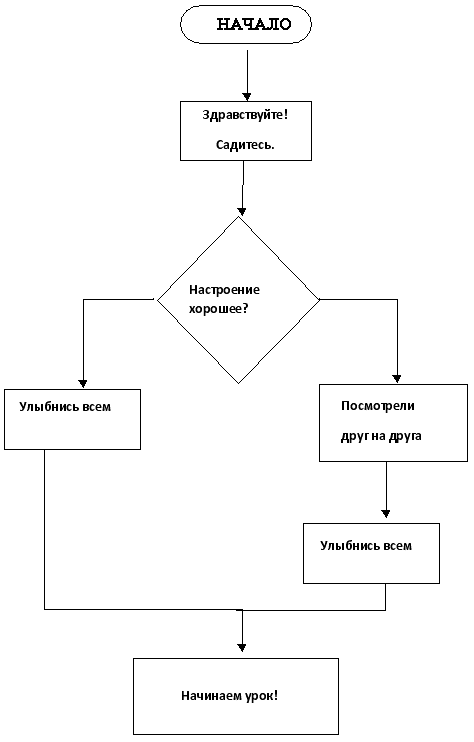 НАЧАЛО
Здравствуйте!
Садитесь.
Настроение
хорошее?
Улыбнись всем
Посмотрели
друг на друга
Улыбнись всем
Начинаем урок!